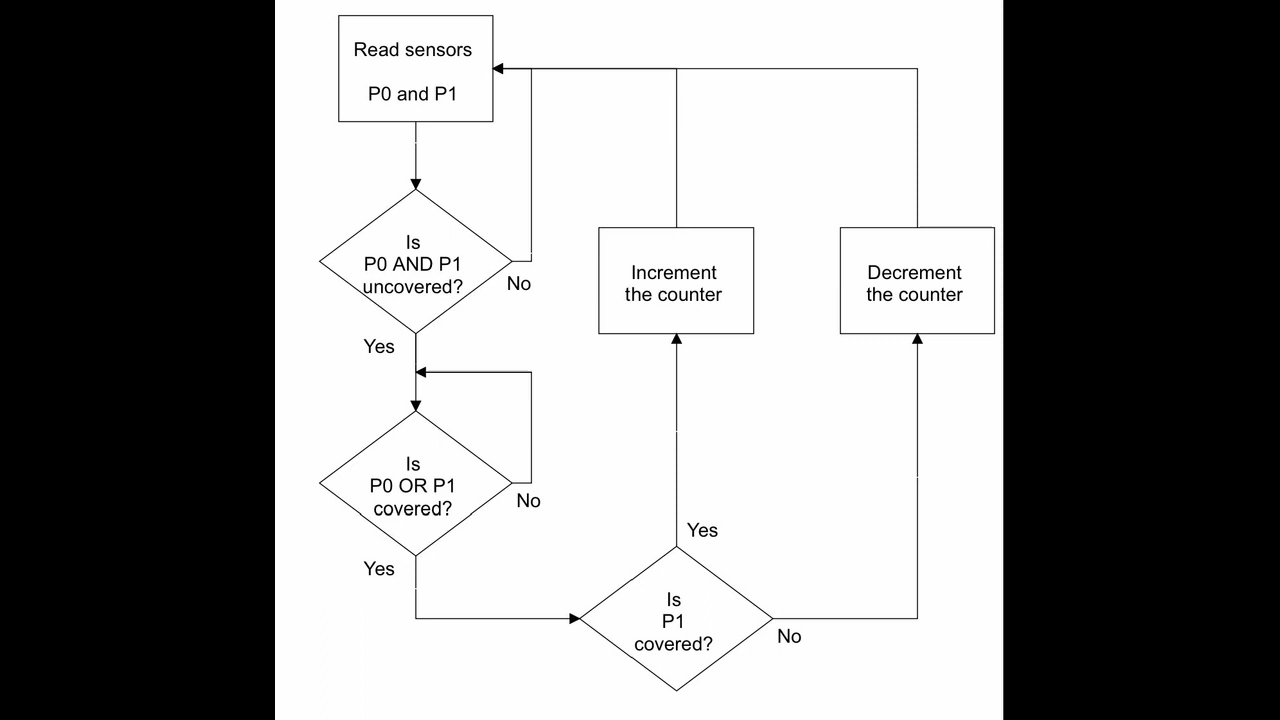 Read sensors
P0 and P1
Is
P0 AND P1
uncovered?
No
Yes
Is
P0 OR P1
covered?
No
Yes
Is
P1
covered?
Yes
No
Increment
the counter
Decrement
the counter